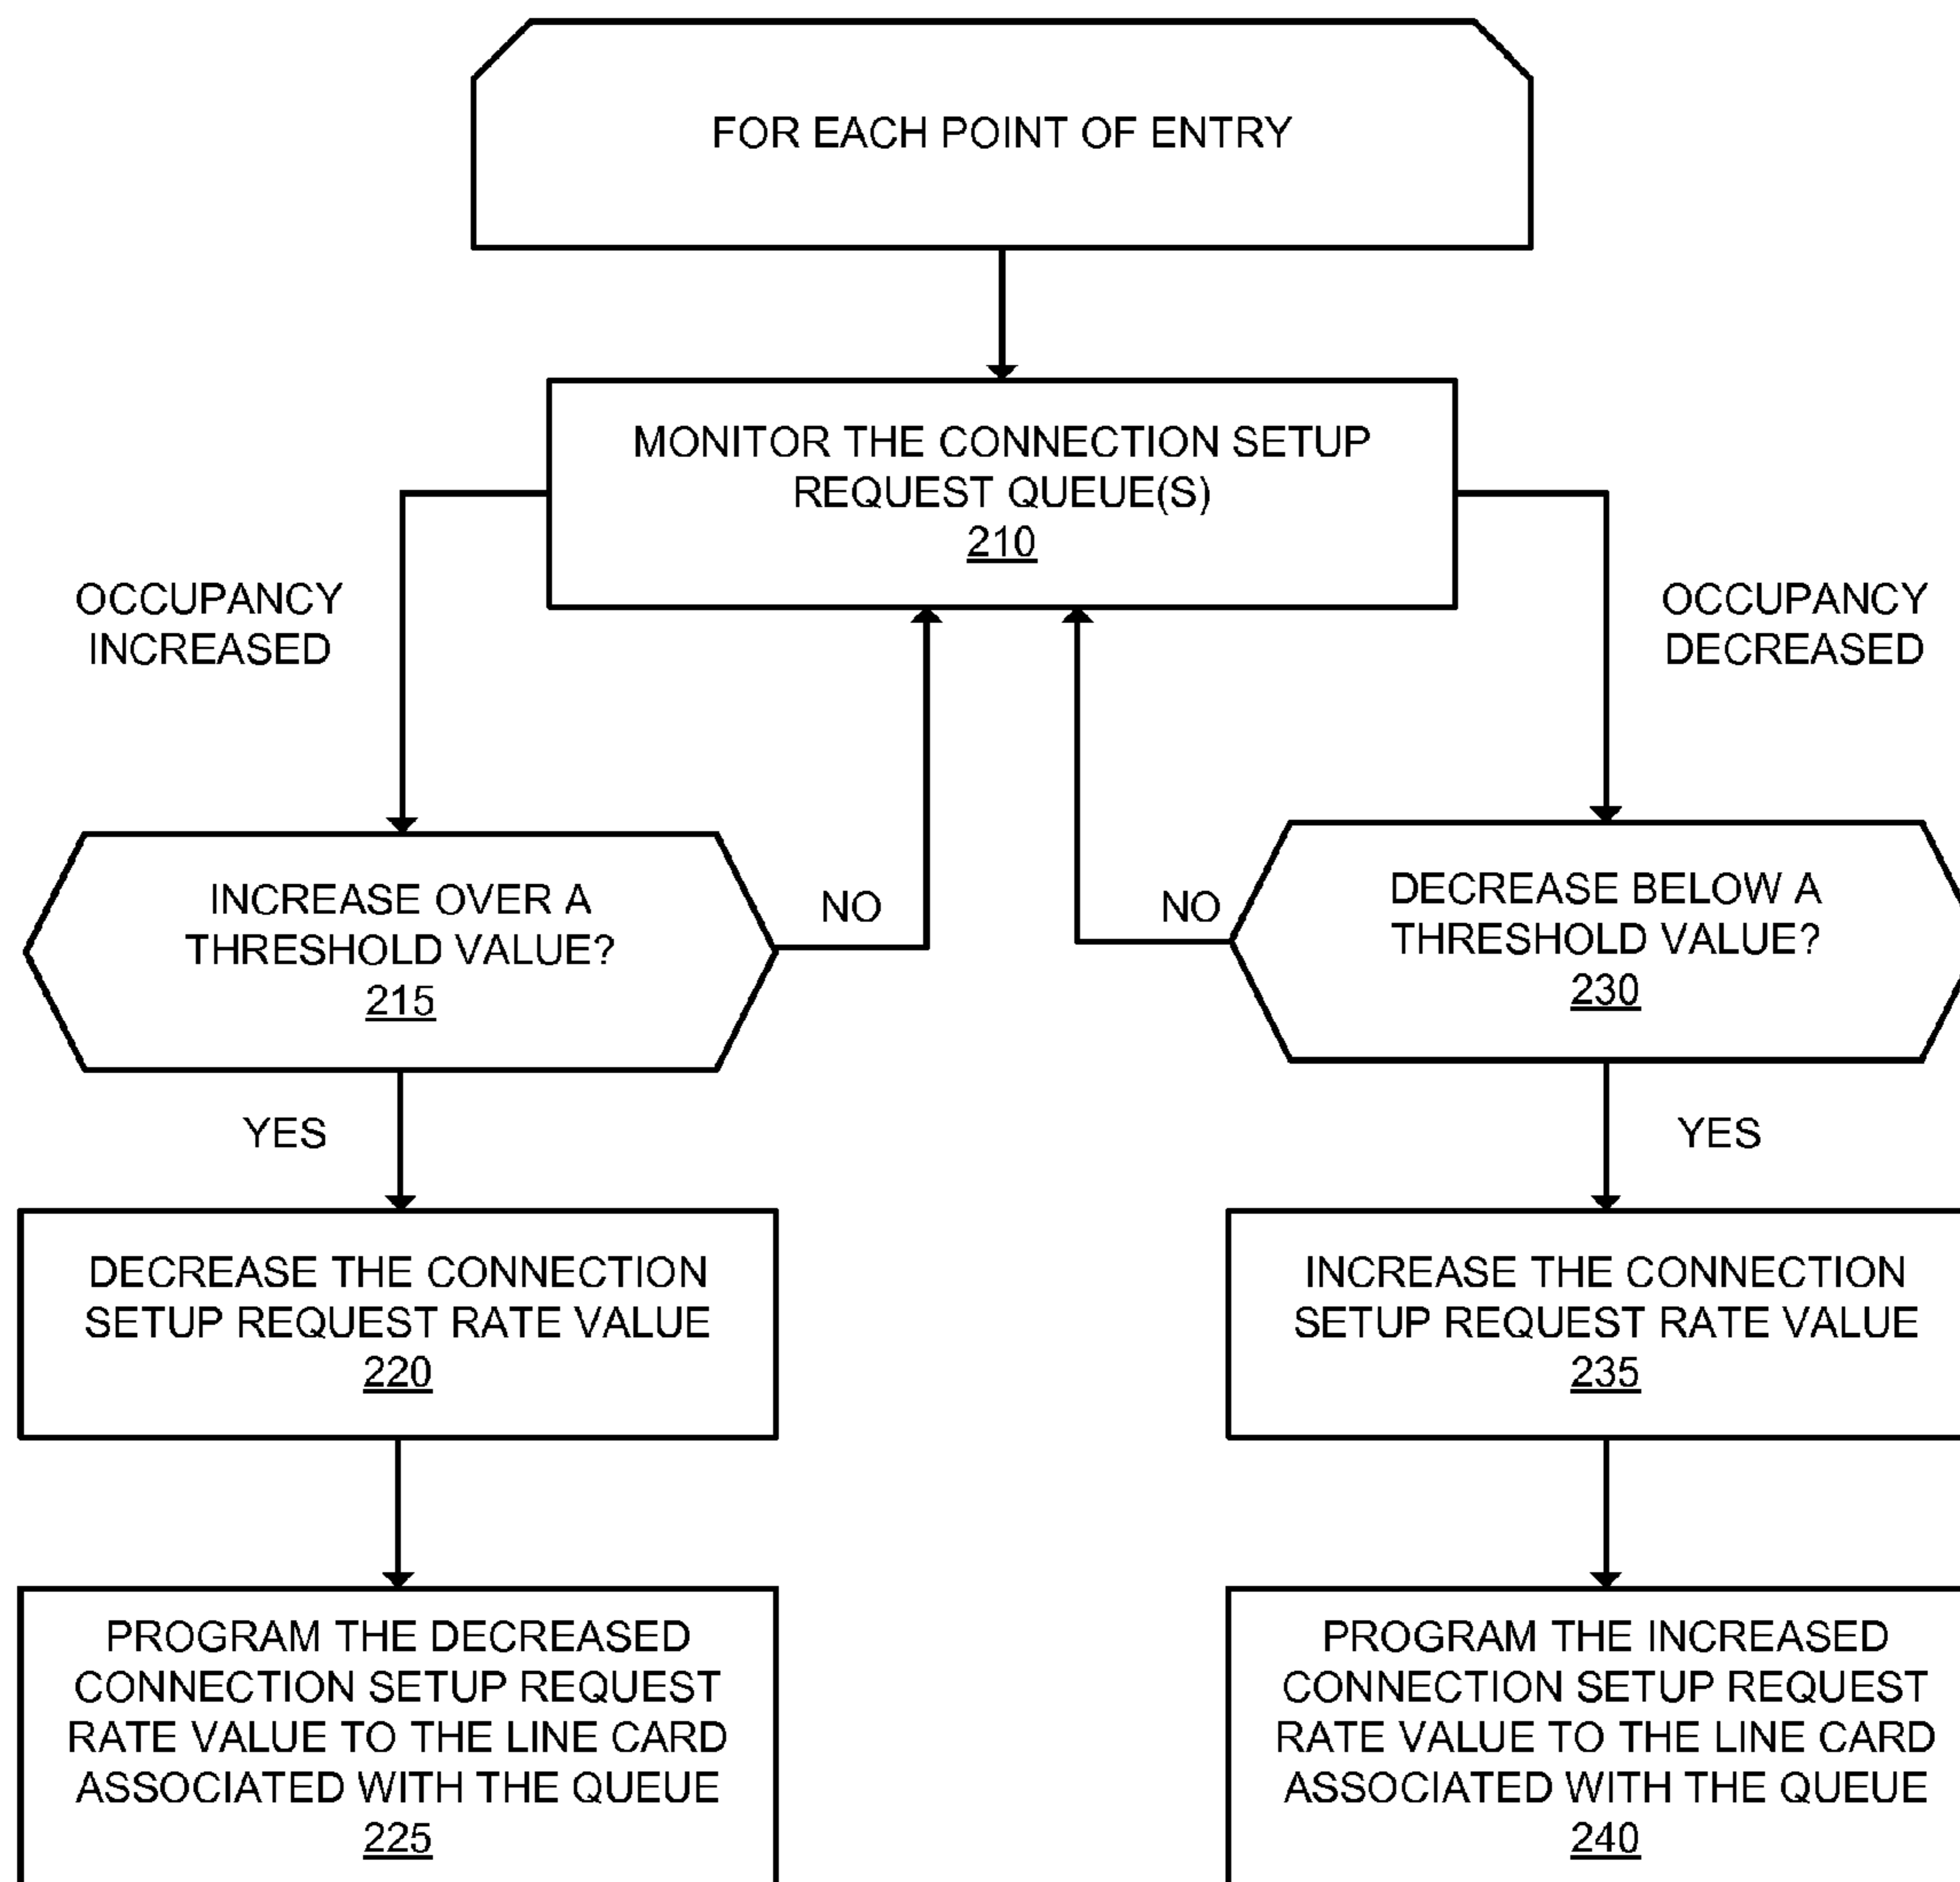 FOR EACH POINT OF ENTRY
MONITOR THE CONNECTION SETUP
REQUEST QUEUE(S)
210
OCCUPANCY
INCREASED
OCCUPANCY
DECREASED
INCREASE OVER A
THRESHOLD VALUE?
215
NO
NO
DECREASE BELOW A
THRESHOLD VALUE?
230
YES
YES
DECREASE THE CONNECTION
SETUP REQUEST RATE VALUE
220
INCREASE THE CONNECTION
SETUP REQUEST RATE VALUE
235
PROGRAM THE DECREASED
CONNECTION SETUP REQUEST
RATE VALUE TO THE LINE CARD
ASSOCIATED WITH THE QUEUE
225
PROGRAM THE INCREASED
CONNECTION SETUP REQUEST
RATE VALUE TO THE LINE CARD
ASSOCIATED WITH THE QUEUE
240